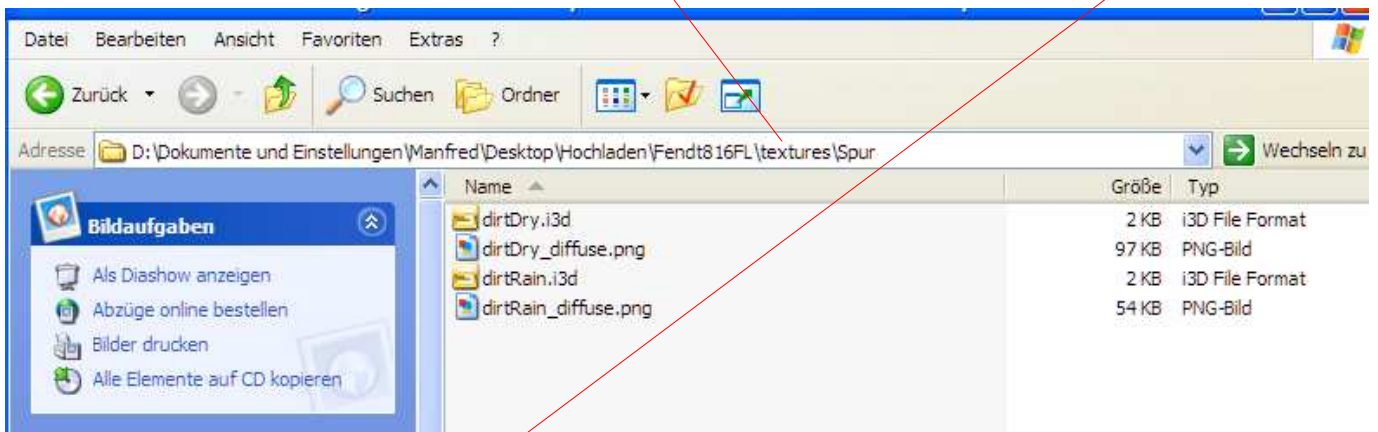 Datei Bearbeiten Ansicht Favoriten Extras ?
Zurück Suchen Ordner
Adresse D:\Dokumente und Einstellungen\Manfred\Desktop\Hochladen\Fendt816FL\textures\Spur Wechseln zu
Name Größe Typ
Bildaufgaben
Als Diashow anzeigen
Abzüge online bestellen
Bilder drucken
Alle Elemente auf CD kopieren
dirtDry.i3d 2 KB i3D File Format
dirtDry_diffuse.png 97 KB PNG-Bild
dirtRain.i3d 2 KB i3D File Format
dirtRain_diffuse.png 54 KB PNG-Bild